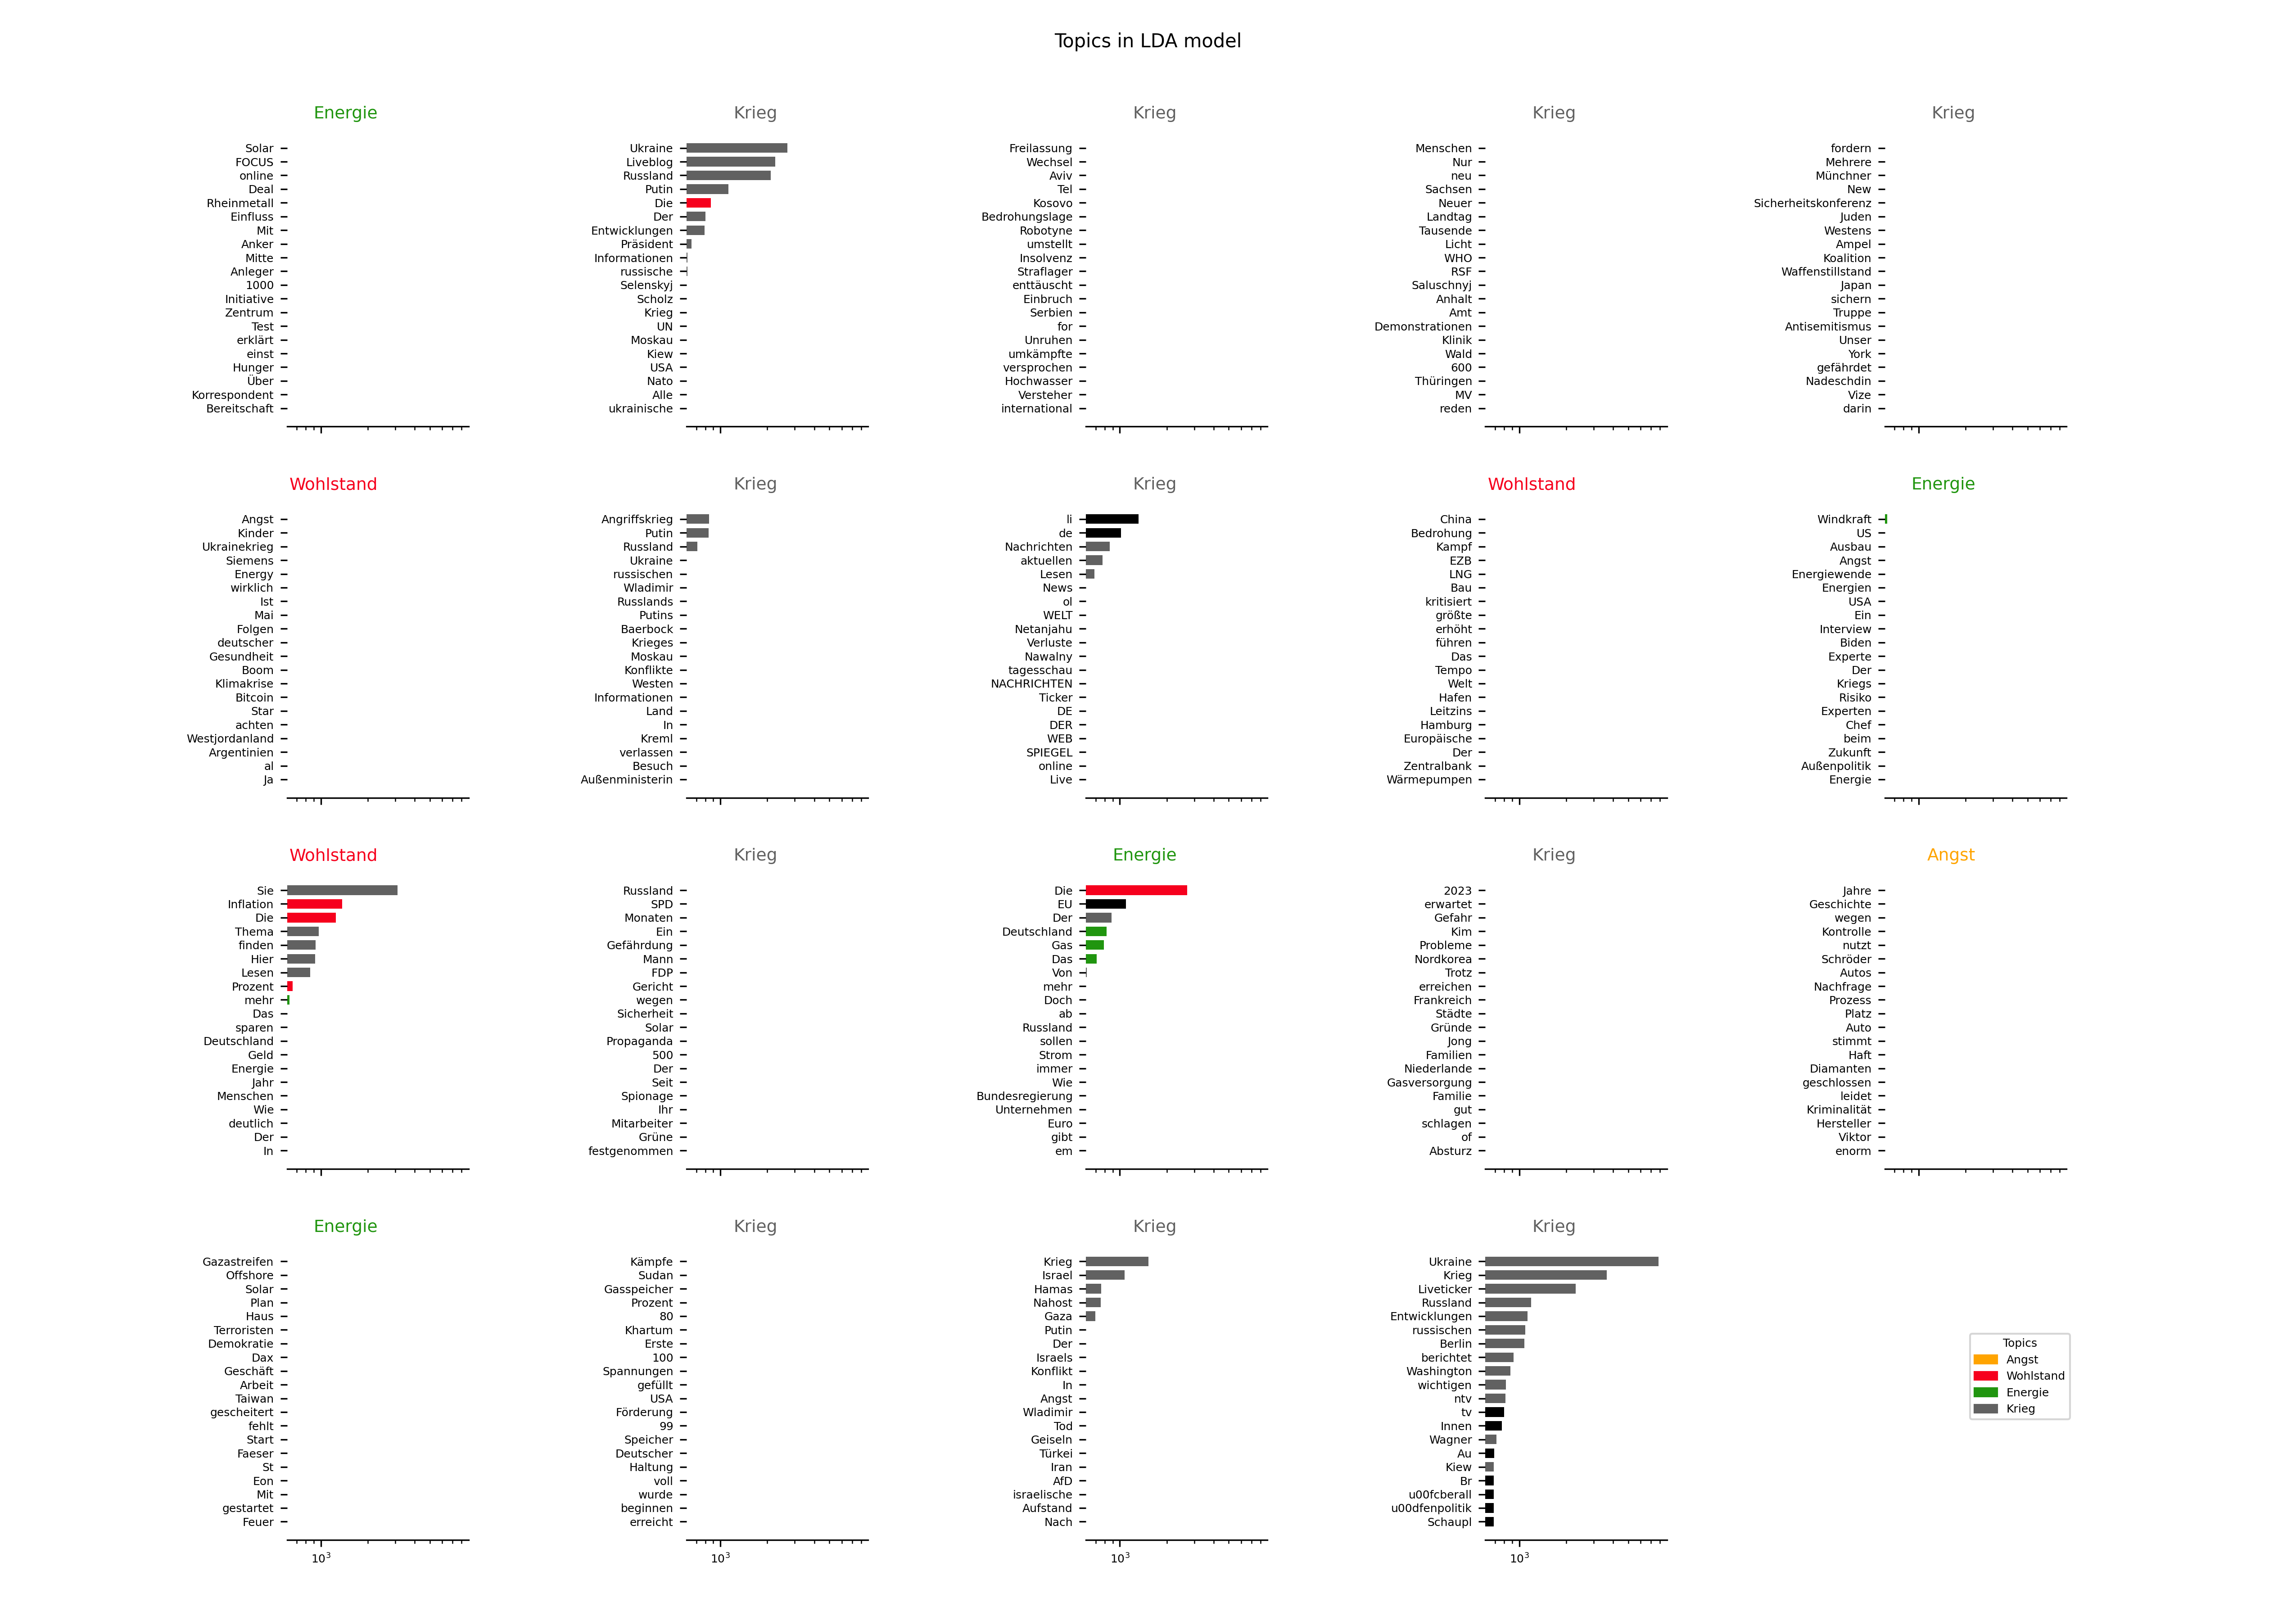 Topics in LDA model
Energie
Solar
FOCUS
online
Deal
Rheinmetall
Einfluss
Mit
Anker
Mitte
Anleger
1000
Initiative
Zentrum
Test
erklärt
einst
Hunger
Über
Korrespondent
Bereitschaft
Krieg
Ukraine
Liveblog
Russland
Putin
Die
Der
Entwicklungen
Präsident
Informationen
russische
Selenskyj
Scholz
Krieg
UN
Moskau
Kiew
USA
Nato
Alle
ukrainische
Krieg
Freilassung
Wechsel
Aviv
Tel
Kosovo
Bedrohungslage
Robotyne
umstellt
Insolvenz
Straflager
enttäuscht
Einbruch
Serbien
for
Unruhen
umkämpfte
versprochen
Hochwasser
Versteher
international
Krieg
Menschen
Nur
neu
Sachsen
Neuer
Landtag
Tausende
Licht
WHO
RSF
Saluschnyj
Anhalt
Amt
Demonstrationen
Klinik
Wald
600
Thüringen
MV
reden
Krieg
fordern
Mehrere
Münchner
New
Sicherheitskonferenz
Juden
Westens
Ampel
Koalition
Waffenstillstand
Japan
sichern
Truppe
Antisemitismus
Unser
York
gefährdet
Nadeschdin
Vize
darin
Wohlstand
Angst
Kinder
Ukrainekrieg
Siemens
Energy
wirklich
Ist
Mai
Folgen
deutscher
Gesundheit
Boom
Klimakrise
Bitcoin
Star
achten
Westjordanland
Argentinien
al
Ja
Krieg
Angriffskrieg
Putin
Russland
Ukraine
russischen
Wladimir
Russlands
Putins
Baerbock
Krieges
Moskau
Konflikte
Westen
Informationen
Land
In
Kreml
verlassen
Besuch
Außenministerin
Krieg
li
de
Nachrichten
aktuellen
Lesen
News
ol
WELT
Netanjahu
Verluste
Nawalny
tagesschau
NACHRICHTEN
Ticker
DE
DER
WEB
SPIEGEL
online
Live
Wohlstand
China
Bedrohung
Kampf
EZB
LNG
Bau
kritisiert
größte
erhöht
führen
Das
Tempo
Welt
Hafen
Leitzins
Hamburg
Europäische
Der
Zentralbank
Wärmepumpen
Energie
Windkraft
US
Ausbau
Angst
Energiewende
Energien
USA
Ein
Interview
Biden
Experte
Der
Kriegs
Risiko
Experten
Chef
beim
Zukunft
Außenpolitik
Energie
Wohlstand
Sie
Inflation
Die
Thema
finden
Hier
Lesen
Prozent
mehr
Das
sparen
Deutschland
Geld
Energie
Jahr
Menschen
Wie
deutlich
Der
In
Krieg
Russland
SPD
Monaten
Ein
Gefährdung
Mann
FDP
Gericht
wegen
Sicherheit
Solar
Propaganda
500
Der
Seit
Spionage
Ihr
Mitarbeiter
Grüne
festgenommen
Energie
Die
EU
Der
Deutschland
Gas
Das
Von
mehr
Doch
ab
Russland
sollen
Strom
immer
Wie
Bundesregierung
Unternehmen
Euro
gibt
em
Krieg
2023
erwartet
Gefahr
Kim
Probleme
Nordkorea
Trotz
erreichen
Frankreich
Städte
Gründe
Jong
Familien
Niederlande
Gasversorgung
Familie
gut
schlagen
of
Absturz
Angst
Jahre
Geschichte
wegen
Kontrolle
nutzt
Schröder
Autos
Nachfrage
Prozess
Platz
Auto
stimmt
Haft
Diamanten
geschlossen
leidet
Kriminalität
Hersteller
Viktor
enorm
Energie
Gazastreifen
Offshore
Solar
Plan
Haus
Terroristen
Demokratie
Dax
Geschäft
Arbeit
Taiwan
gescheitert
fehlt
Start
Faeser
St
Eon
Mit
gestartet
Feuer
10³
Krieg
Kämpfe
Sudan
Gasspeicher
Prozent
80
Khartum
Erste
100
Spannungen
gefüllt
USA
Förderung
99
Speicher
Deutscher
Haltung
voll
wurde
beginnen
erreicht
10³
Krieg
Krieg
Israel
Hamas
Nahost
Gaza
Putin
Der
Israels
Konflikt
In
Angst
Wladimir
Tod
Geiseln
Türkei
Iran
AfD
israelische
Aufstand
Nach
10³
Krieg
Ukraine
Krieg
Liveticker
Russland
Entwicklungen
russischen
Berlin
berichtet
Washington
wichtigen
ntv
tv
Innen
Wagner
Au
Kiew
Br
u00fcberall
u00dfenpolitik
Schaupl
10³
Topics
Angst
Wohlstand
Energie
Krieg